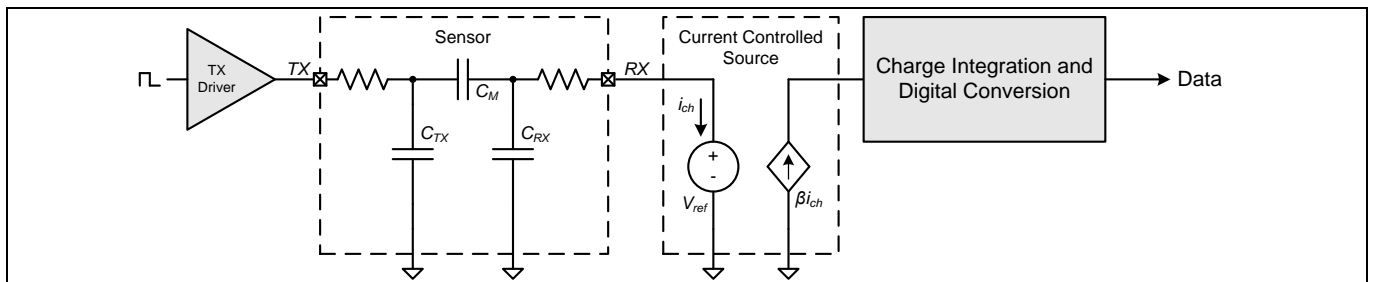 TX
Driver
TX
Sensor
C_M
C_TX
C_RX
RX
Current Controlled
Source
i_ch
+
-
V_ref
βi_ch
Charge Integration and
Digital Conversion
Data